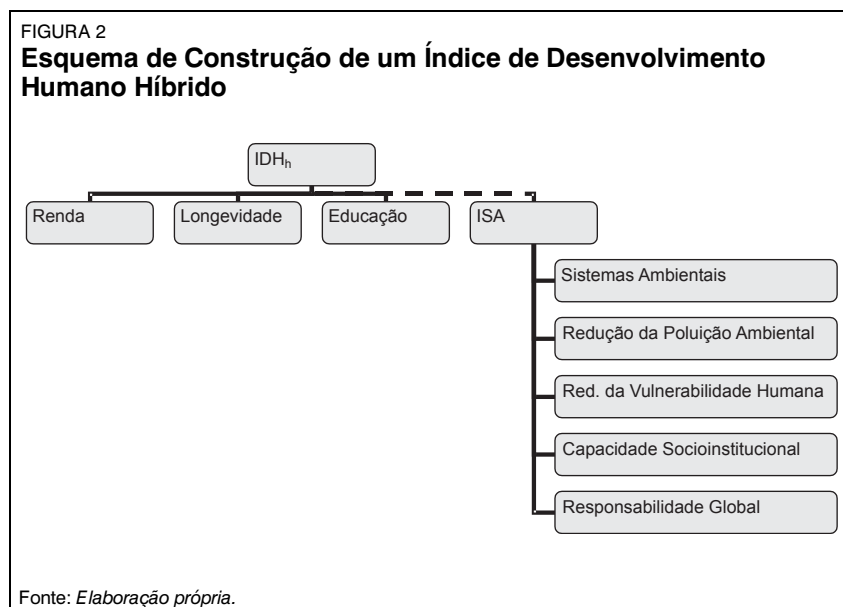 FIGURA 2
Esquema de Construção de um Índice de Desenvolvimento
Humano Híbrido
IDHₕ
Renda
Longevidade
Educação
ISA
Sistemas Ambientais
Redução da Poluição Ambiental
Red. da Vulnerabilidade Humana
Capacidade Socioinstitucional
Responsabilidade Global
Fonte: Elaboração própria.